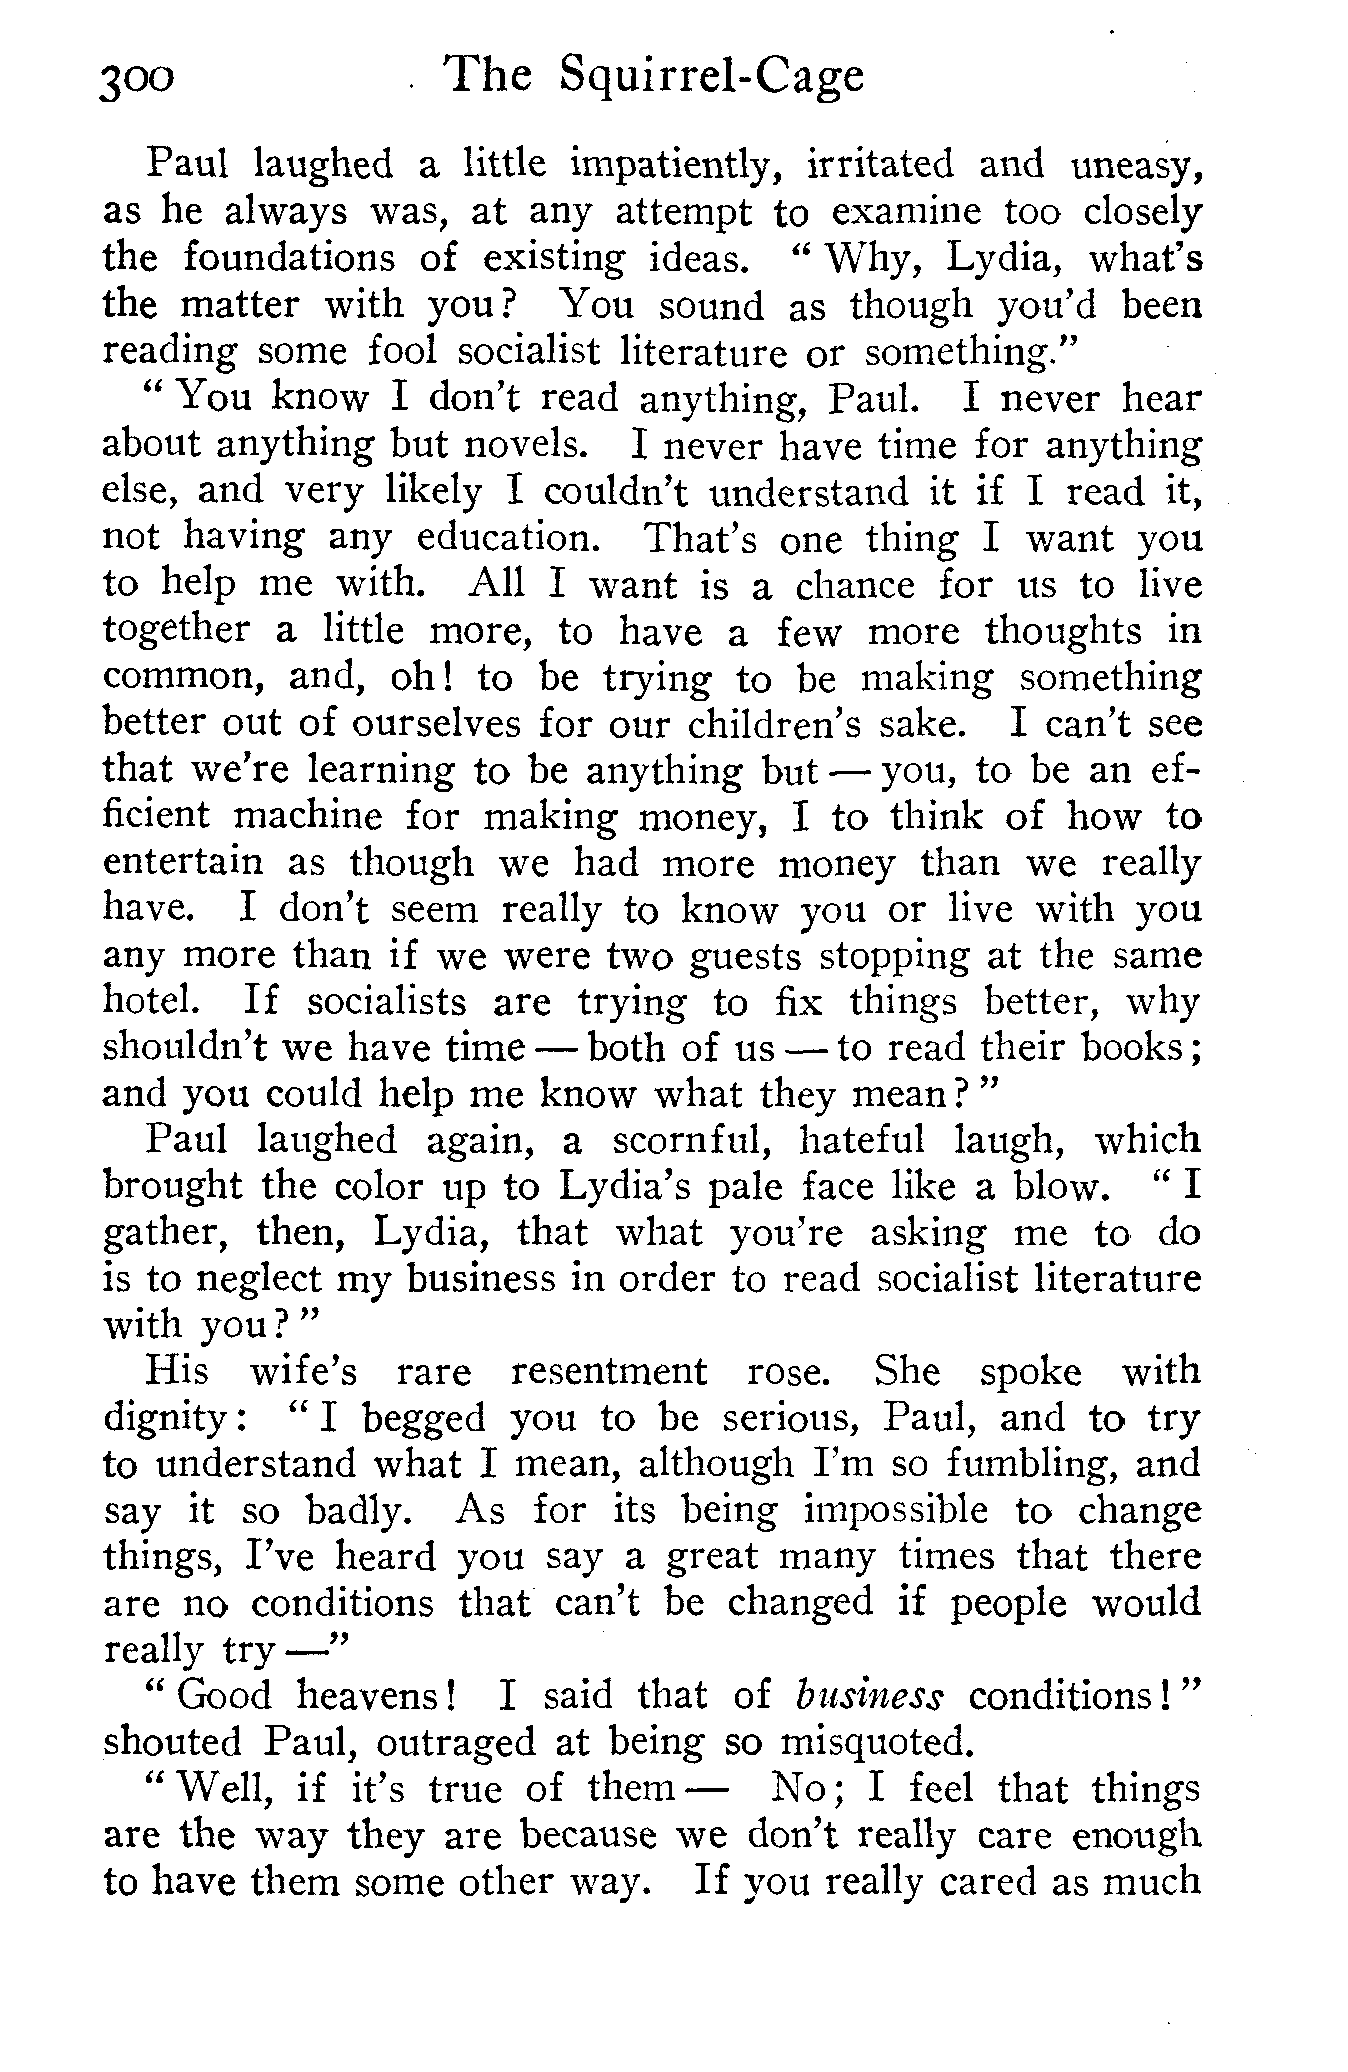 300 The Squirrel-Cage
Paul laughed a little impatiently, irritated and uneasy,
as he always was, at any attempt to examine too closely
the foundations of existing ideas. " Why, Lydia, what's
the matter with you? You sound as though you'd been
reading some fool socialist literature or something."
" You know I don't read anything, Paul. I never hear
about anything but novels. I never have time for anything
else, and very likely I couldn't understand it if I read it,
not having any education. That's one thing I want you
to help me with. All I want is a chance for us to live
together a little more, to have a few more thoughts in
common, and, oh! to be trying to be making something
better out of ourselves for our children's sake. I can't see
that we're learning to be anything but — you, to be an ef-
ficient machine for making money, I to think of how to
entertain as though we had more money than we really
have. I don't seem really to know you or live with you
any more than if we were two guests stopping at the same
hotel. If socialists are trying to fix things better, why
shouldn't we have time — both of us — to read their books;
and you could help me know what they mean? "
Paul laughed again, a scornful, hateful laugh, which
brought the color up to Lydia's pale face like a blow. " I
gather, then, Lydia, that what you're asking me to do
is to neglect my business in order to read socialist literature
with you? "
His wife's rare resentment rose. She spoke with
dignity: " I begged you to be serious, Paul, and to try
to understand what I mean, although I'm so fumbling, and
say it so badly. As for its being impossible to change
things, I've heard you say a great many times that there
are no conditions that can't be changed if people would
really try —"
" Good heavens! I said that of business conditions! "
shouted Paul, outraged at being so misquoted.
" Well, if it's true of them — No; I feel that things
are the way they are because we don't really care enough
to have them some other way. If you really cared as much